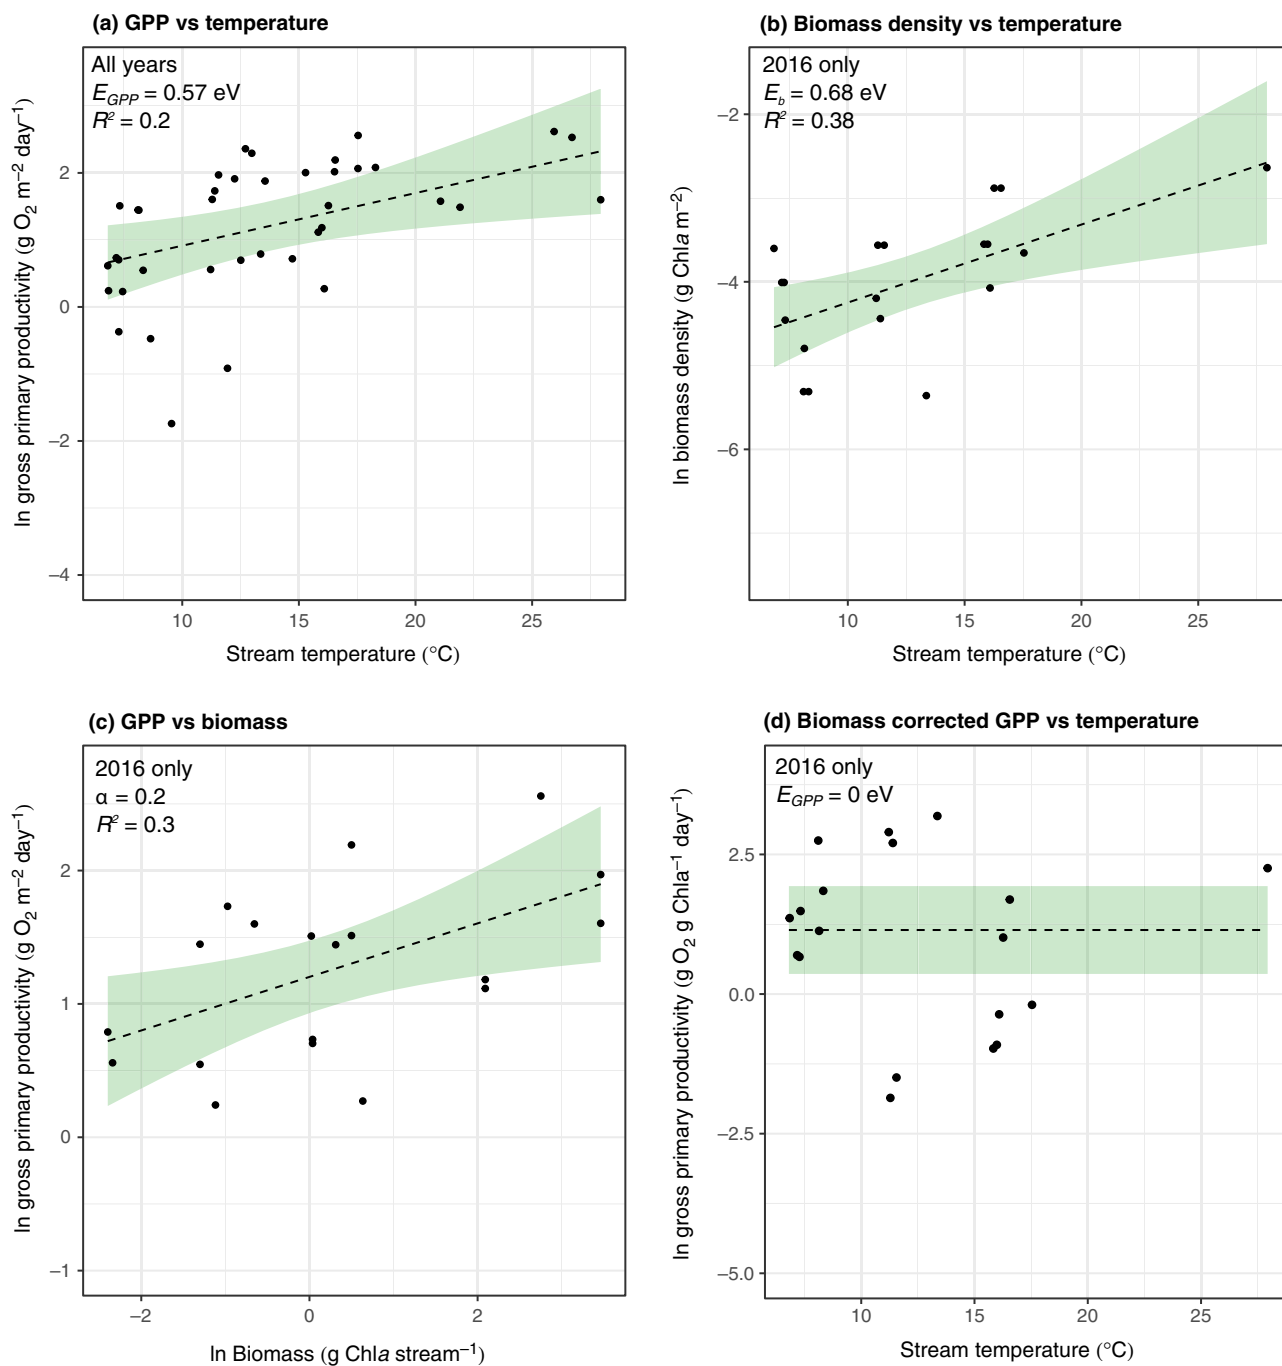 (a) GPP vs temperature
All years
E_GPP = 0.57 eV
R² = 0.2
ln gross primary productivity (g O₂ m⁻² day⁻¹)
2
0
−2
−4
10 15 20 25
Stream temperature (°C)
(b) Biomass density vs temperature
2016 only
E_b = 0.68 eV
R² = 0.38
ln biomass density (g Chla m⁻²)
−2
−4
−6
10 15 20 25
Stream temperature (°C)
(c) GPP vs biomass
2016 only
α = 0.2
R² = 0.3
ln gross primary productivity (g O₂ m⁻² day⁻¹)
2
1
0
−1
−2 0 2
ln Biomass (g Chla stream⁻¹)
(d) Biomass corrected GPP vs temperature
2016 only
E_GPP = 0 eV
ln gross primary productivity (g O₂ g Chla⁻¹ day⁻¹)
2.5
0.0
−2.5
−5.0
10 15 20 25
Stream temperature (°C)